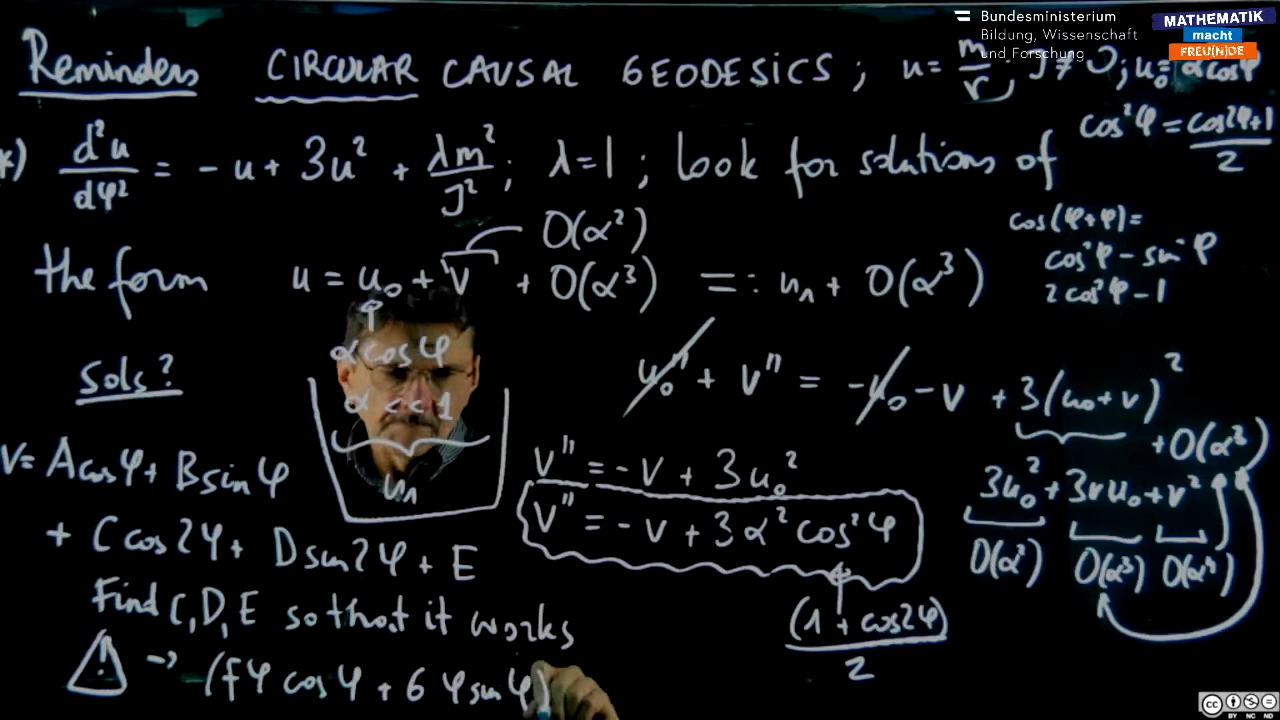 Bundesministerium
Bildung, Wissenschaft
und Forschung
MATHEMATIK
macht
FREU(N)DE
Reminders CIRCULAR CAUSAL GEODESICS ; u = m/r ; J ≠ 0 ; u₀ = α cos φ
cos²φ = (cos2φ+1)/2
*) d²u/dφ² = - u + 3u² + λm²/J² ; λ=1 ; Look for solutions of
cos(φ+φ) =
cos²φ - sin²φ
2cos²φ - 1
O(α²)
the form u = u₀ + v + O(α³) =: u₁ + O(α³)
α cos φ
α << 1
u₁
Sols?
u₀'' + v'' = -u₀ - v + 3(u₀+v)²
+ O(α³)
3u₀² + 3vu₀ + v²
O(α²) O(α³) O(α⁴)
v'' = - v + 3u₀²
v'' = - v + 3α² cos²φ
(1 + cos2φ)/2
V = A cos φ + B sin φ
+ C cos 2φ + D sin 2φ + E
Find C, D, E so that it works
⚠ → (Fφ cos φ + G φ sin φ)
cc BY NC ND